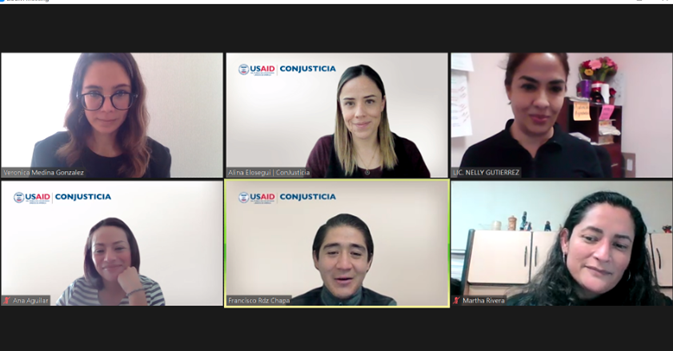 USAID | CONJUSTICIA
Veronica Medina Gonzalez
Alina Elosegui | ConJusticia
LIC. NELLY GUTIERREZ
USAID | CONJUSTICIA
USAID | CONJUSTICIA
Ana Aguilar
Francisco Rdz Chapa
Martha Rivera